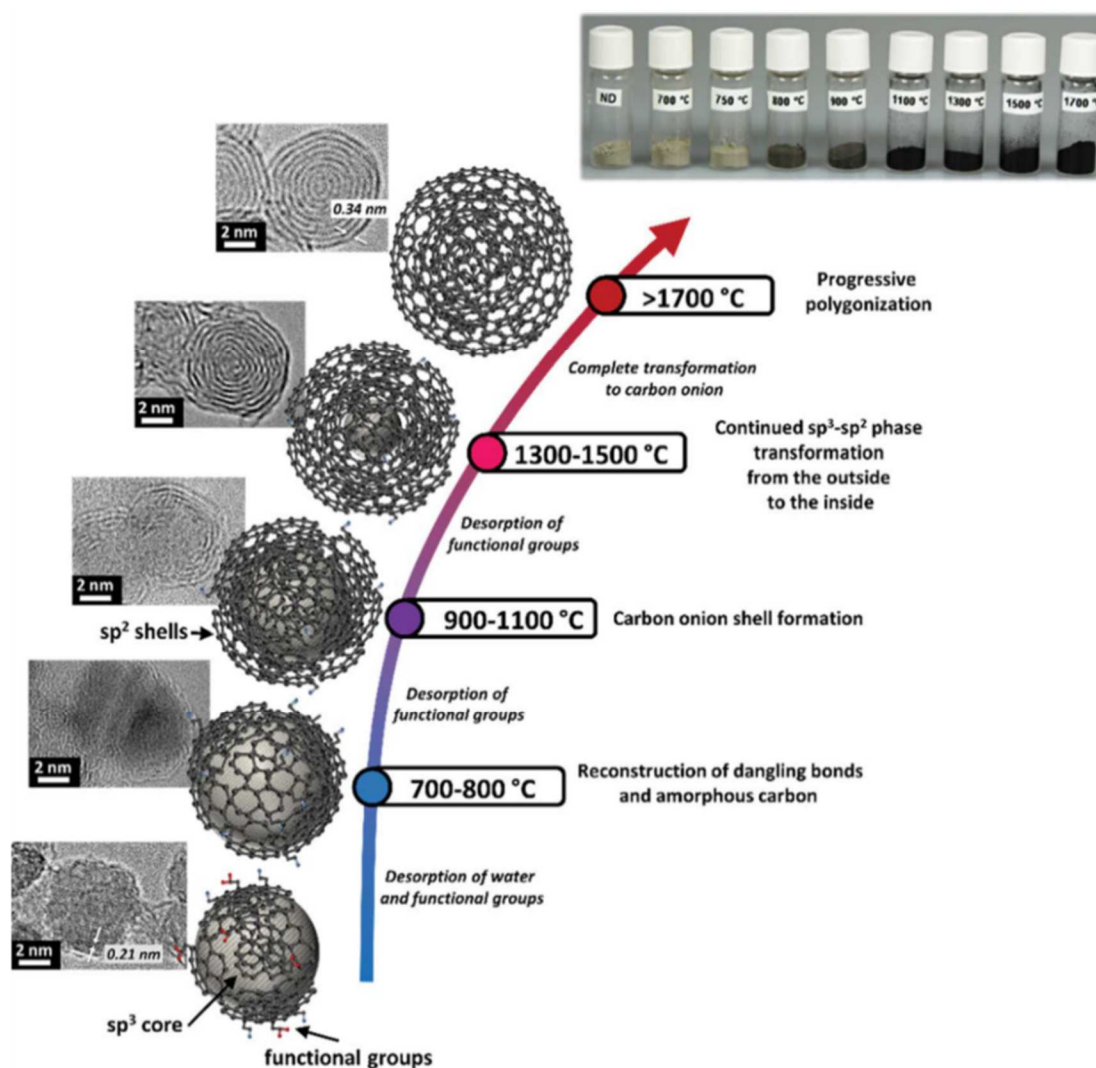 ND
700 °C
750 °C
800 °C
900 °C
1100 °C
1300 °C
1500 °C
1700 °C
0.34 nm
2 nm
>1700 °C
Progressive
polygonization
Complete transformation
to carbon onion
2 nm
1300-1500 °C
Continued sp³-sp² phase
transformation
from the outside
to the inside
Desorption of
functional groups
2 nm
sp² shells
900-1100 °C
Carbon onion shell formation
Desorption of
functional groups
2 nm
700-800 °C
Reconstruction of dangling bonds
and amorphous carbon
Desorption of water
and functional groups
2 nm
0.21 nm
sp³ core
functional groups